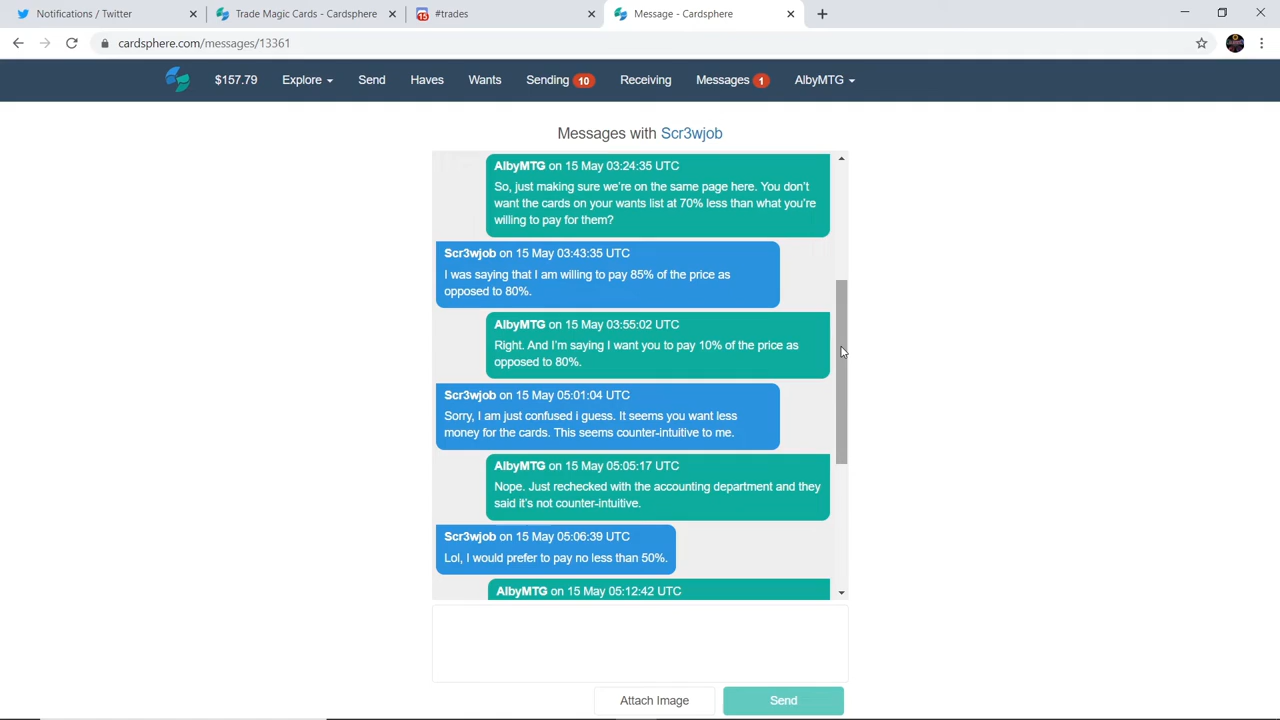 Notifications / Twitter
Trade Magic Cards - Cardsphere
15 #trades
Message - Cardsphere
cardsphere.com/messages/13361
$157.79 Explore Send Haves Wants Sending 10 Receiving Messages 1 AlbyMTG
Messages with Scr3wjob
AlbyMTG on 15 May 03:24:35 UTC
So, just making sure we're on the same page here. You don't
want the cards on your wants list at 70% less than what you're
willing to pay for them?
Scr3wjob on 15 May 03:43:35 UTC
I was saying that I am willing to pay 85% of the price as
opposed to 80%.
AlbyMTG on 15 May 03:55:02 UTC
Right. And I'm saying I want you to pay 10% of the price as
opposed to 80%.
Scr3wjob on 15 May 05:01:04 UTC
Sorry, I am just confused i guess. It seems you want less
money for the cards. This seems counter-intuitive to me.
AlbyMTG on 15 May 05:05:17 UTC
Nope. Just rechecked with the accounting department and they
said it's not counter-intuitive.
Scr3wjob on 15 May 05:06:39 UTC
Lol, I would prefer to pay no less than 50%.
AlbyMTG on 15 May 05:12:42 UTC
Attach Image
Send